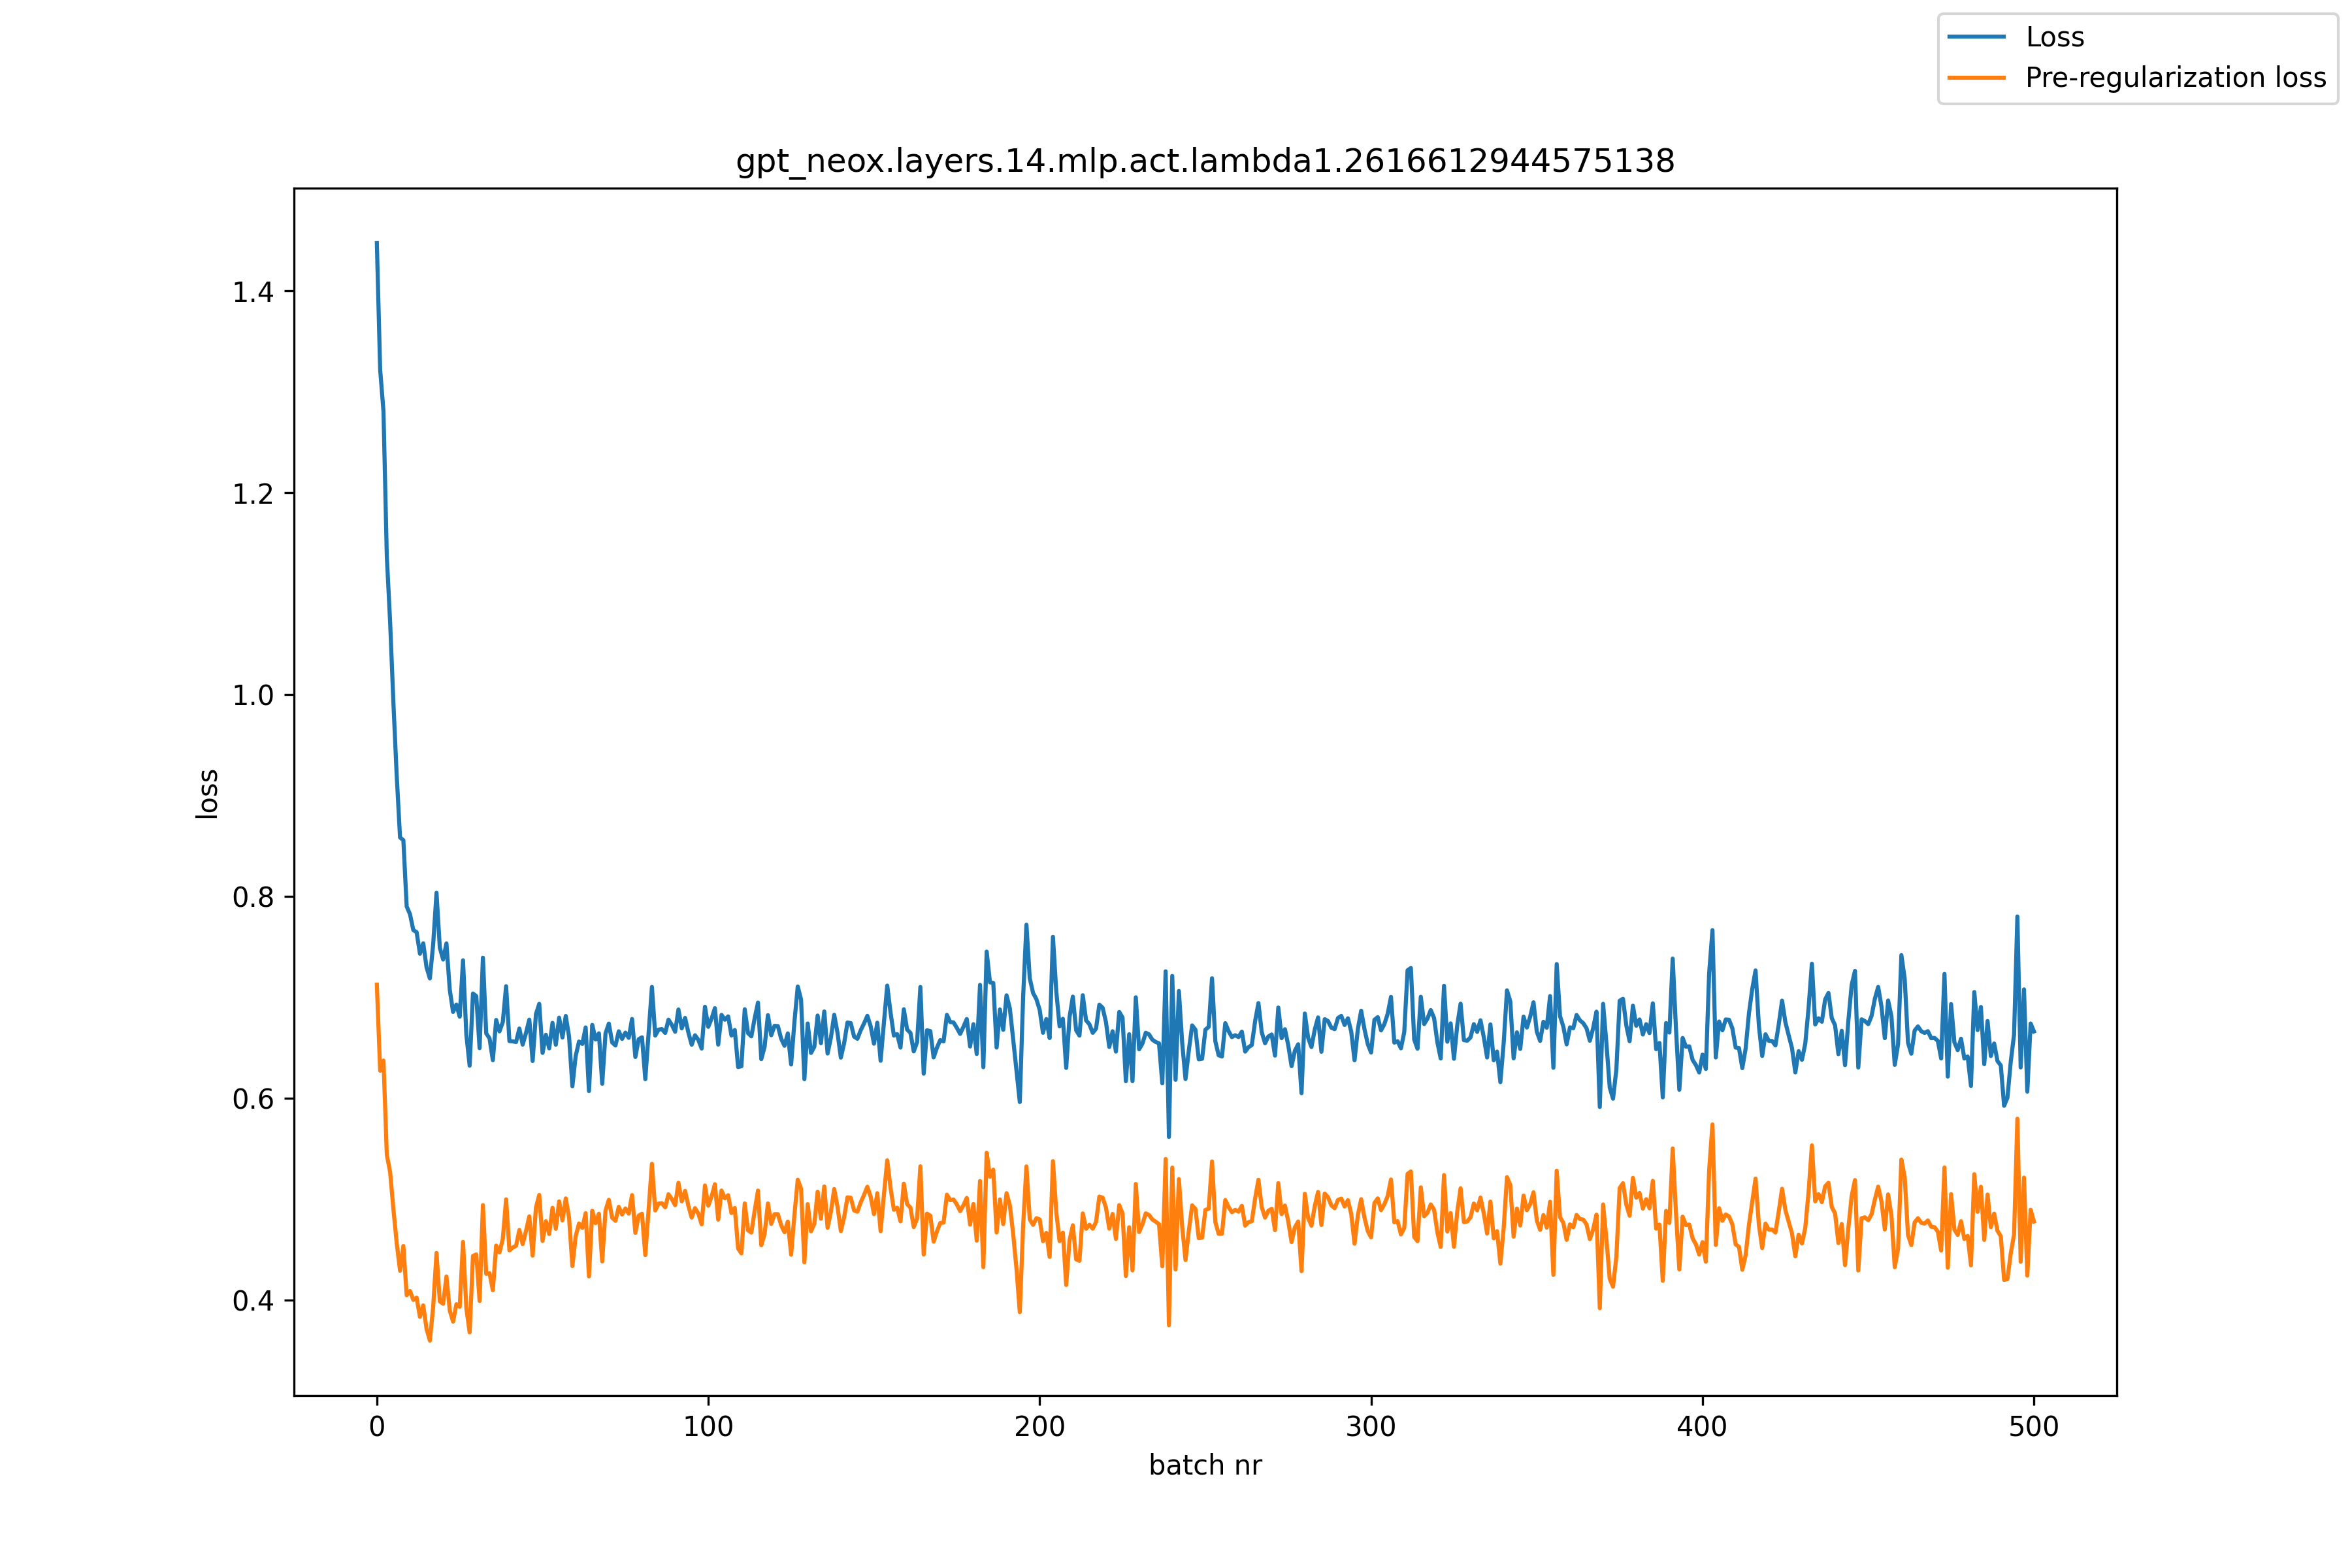 Loss
Pre-regularization loss
gpt_neox.layers.14.mlp.act.lambda1.2616612944575138
1.4
1.2
1.0
0.8
0.6
0.4
loss
0 100 200 300 400 500
batch nr